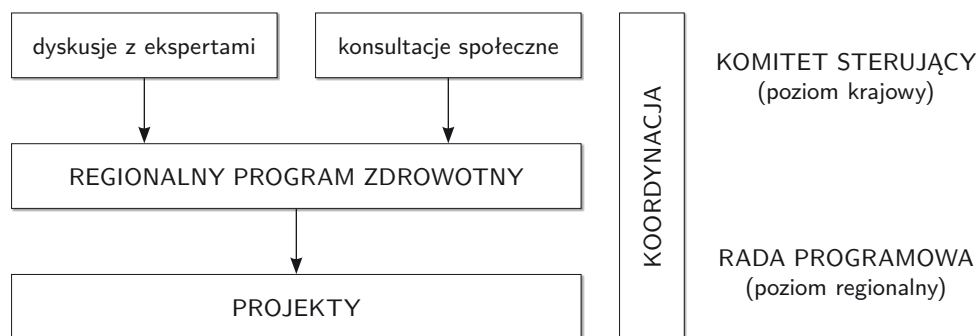 dyskusje z ekspertami
konsultacje społeczne
REGIONALNY PROGRAM ZDROWOTNY
PROJEKTY
KOORDYNACJA
KOMITET STERUJĄCY
(poziom krajowy)
RADA PROGRAMOWA
(poziom regionalny)